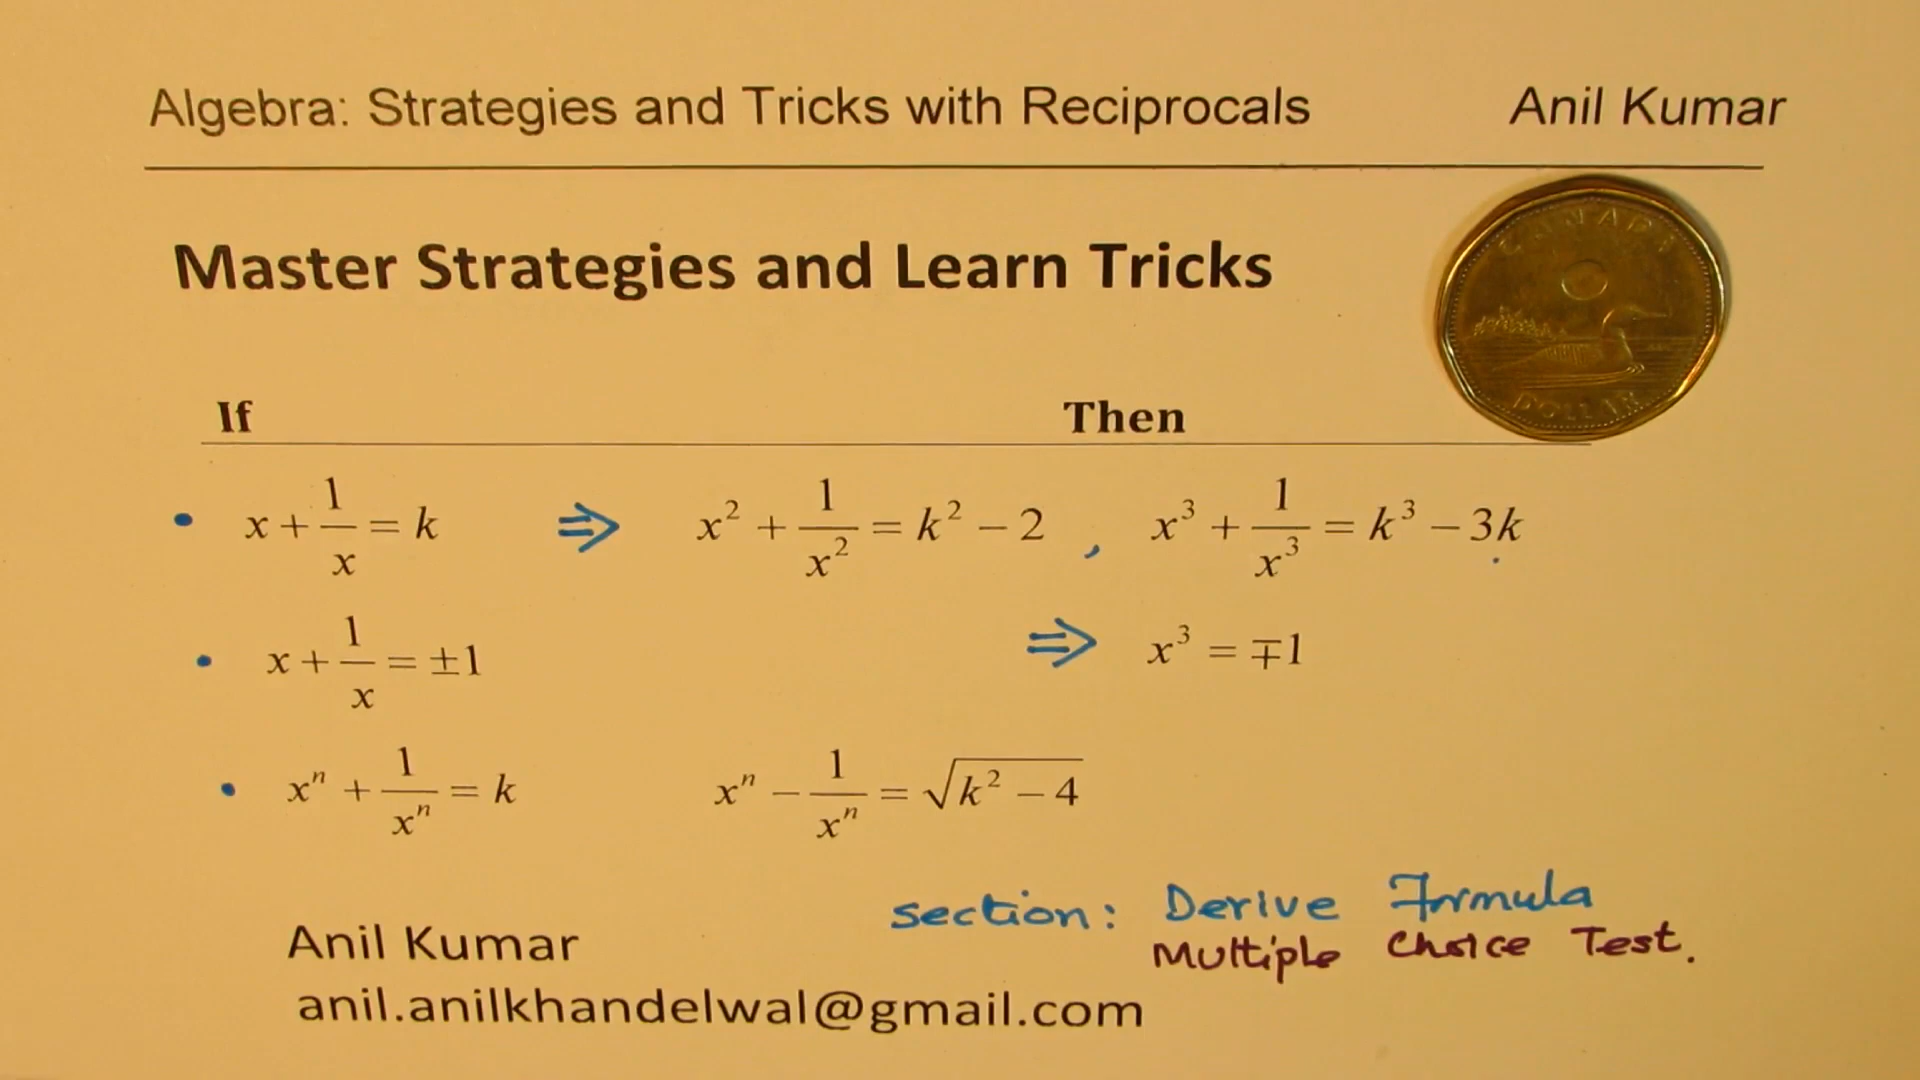 Algebra: Strategies and Tricks with Reciprocals Anil Kumar
Master Strategies and Learn Tricks
CANADA
DOLLAR
If Then
• x + 1/x = k ⇒ x² + 1/x² = k² − 2 , x³ + 1/x³ = k³ − 3k
• x + 1/x = ±1 ⇒ x³ = ∓1
• xⁿ + 1/xⁿ = k xⁿ − 1/xⁿ = √(k² − 4)
section: Derive Formula
Multiple Choice Test.
Anil Kumar
anil.anilkhandelwal@gmail.com